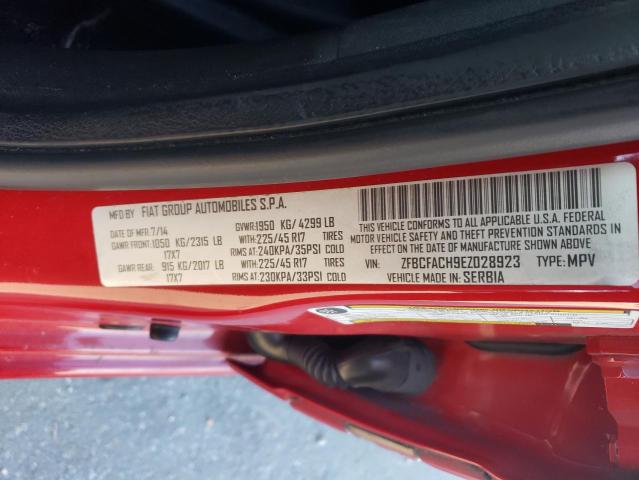 MFD BY FIAT GROUP AUTOMOBILES S.P.A.
DATE OF MFR: 7/14 GVWR: 1950 KG/4299 LB
GAWR FRONT: 1050 KG/2315 LB WITH: 225/45 R17 TIRES
17X7 RIMS AT: 240KPA/35PSI COLD
GAWR REAR: 915 KG/2017 LB WITH: 225/45 R17 TIRES
17X7 RIMS AT: 230KPA/33PSI COLD
THIS VEHICLE CONFORMS TO ALL APPLICABLE U.S.A. FEDERAL
MOTOR VEHICLE SAFETY, BUMPER AND THEFT PREVENTION
STANDARDS IN EFFECT ON THE DATE OF MANUFACTURE SHOWN ABOVE
VIN: ZFBCFACH9EZ028923 TYPE: MPV
VEHICLE MADE IN: SERBIA